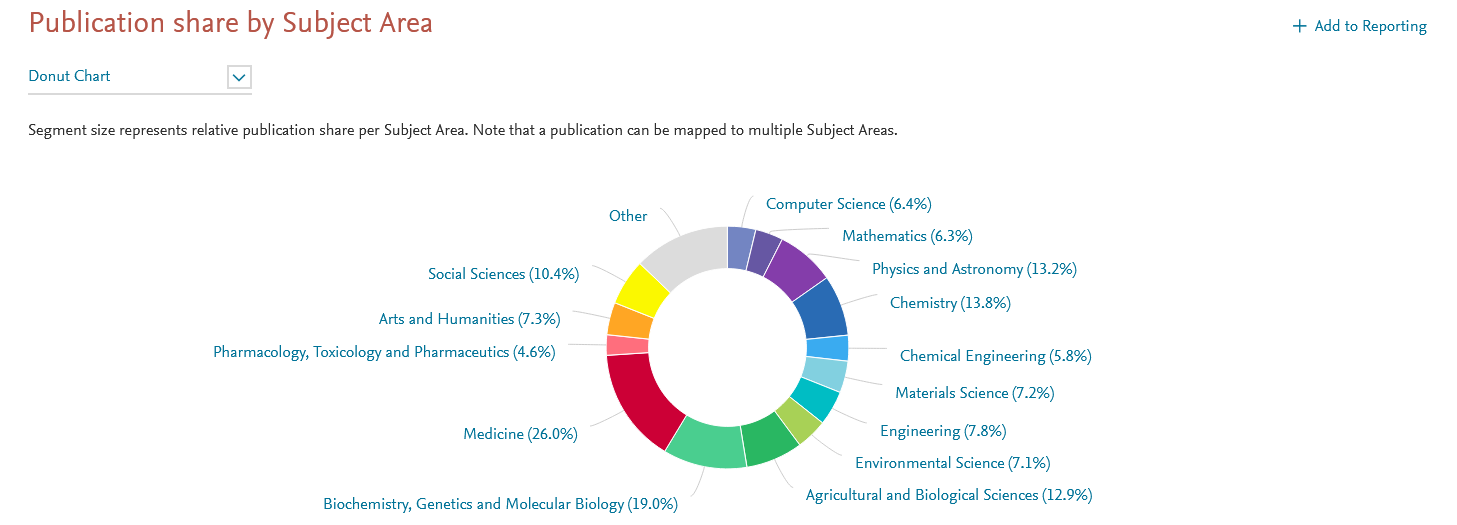 Publication share by Subject Area
+ Add to Reporting
Donut Chart
Segment size represents relative publication share per Subject Area. Note that a publication can be mapped to multiple Subject Areas.
Computer Science (6.4%)
Other
Mathematics (6.3%)
Physics and Astronomy (13.2%)
Social Sciences (10.4%)
Chemistry (13.8%)
Arts and Humanities (7.3%)
Pharmacology, Toxicology and Pharmaceutics (4.6%)
Chemical Engineering (5.8%)
Materials Science (7.2%)
Engineering (7.8%)
Medicine (26.0%)
Environmental Science (7.1%)
Agricultural and Biological Sciences (12.9%)
Biochemistry, Genetics and Molecular Biology (19.0%)